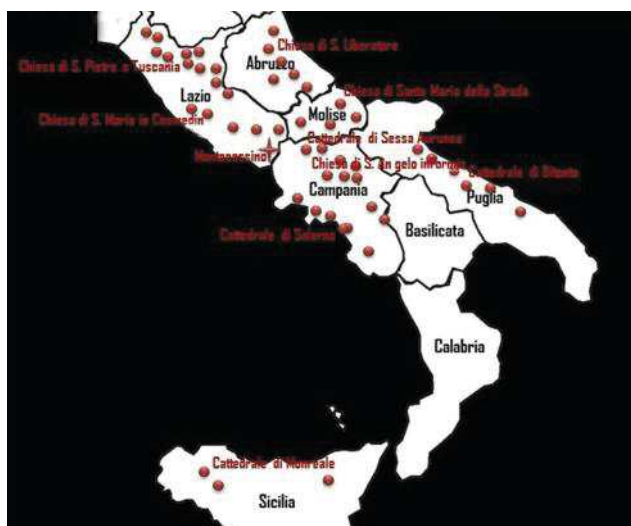 Chiesa di S. Liberatore
Abruzzo
Chiesa di S. Pietro a Tuscania
Lazio
Chiesa di Santa Maria della Strada
Molise
Chiesa di S. Maria in Cosmedin
Cattedrale di Sessa Aurunca
Montecassino
Chiesa di S. An gelo in formis
Cattedrale di Bitonto
Campania
Puglia
Basilicata
Cattedrale di Salerno
Calabria
Cattedrale di Monreale
Sicilia